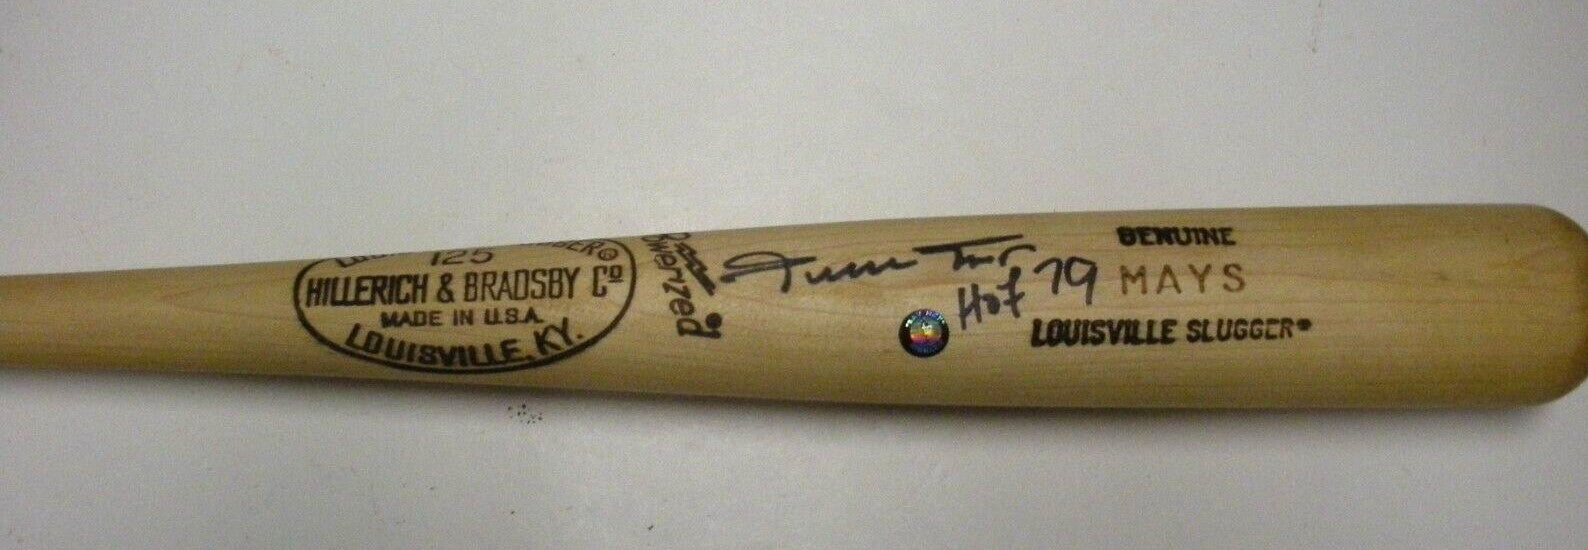 125
HILLERICH & BRADSBY Cº
MADE IN U.S.A.
LOUISVILLE, KY.
Powerized
Hof 79
GENUINE
MAYS
LOUISVILLE SLUGGER®